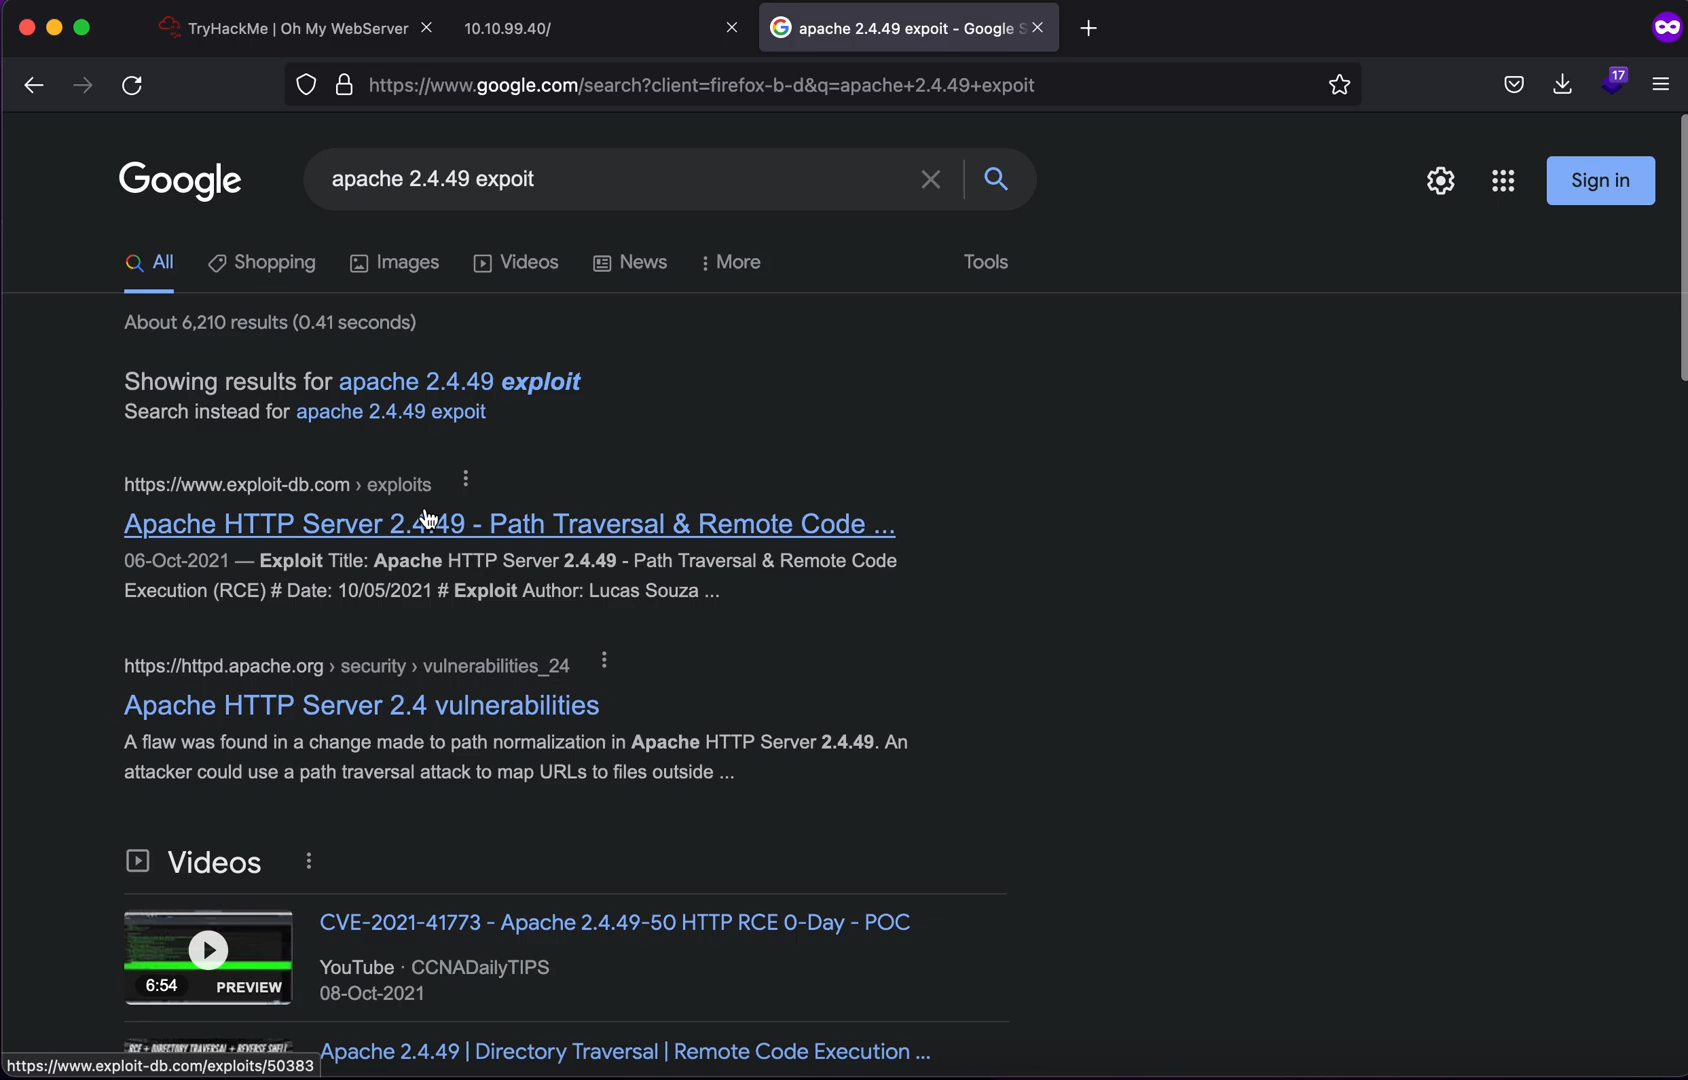 TryHackMe | Oh My WebServer
10.10.99.40/
apache 2.4.49 expoit - Google S
17
https://www.google.com/search?client=firefox-b-d&q=apache+2.4.49+expoit
Google
apache 2.4.49 expoit
Sign in
All
Shopping
Images
Videos
News
More
Tools
About 6,210 results (0.41 seconds)
Showing results for apache 2.4.49 exploit
Search instead for apache 2.4.49 expoit
https://www.exploit-db.com › exploits
Apache HTTP Server 2.4.49 - Path Traversal & Remote Code ...
06-Oct-2021 — Exploit Title: Apache HTTP Server 2.4.49 - Path Traversal & Remote Code
Execution (RCE) # Date: 10/05/2021 # Exploit Author: Lucas Souza ...
https://httpd.apache.org › security › vulnerabilities_24
Apache HTTP Server 2.4 vulnerabilities
A flaw was found in a change made to path normalization in Apache HTTP Server 2.4.49. An
attacker could use a path traversal attack to map URLs to files outside ...
Videos
CVE-2021-41773 - Apache 2.4.49-50 HTTP RCE 0-Day - POC
YouTube · CCNADailyTIPS
08-Oct-2021
6:54
PREVIEW
RCE + DIRECTORY TRAVERSAL + REVERSE SHELL
Apache 2.4.49 | Directory Traversal | Remote Code Execution ...
https://www.exploit-db.com/exploits/50383